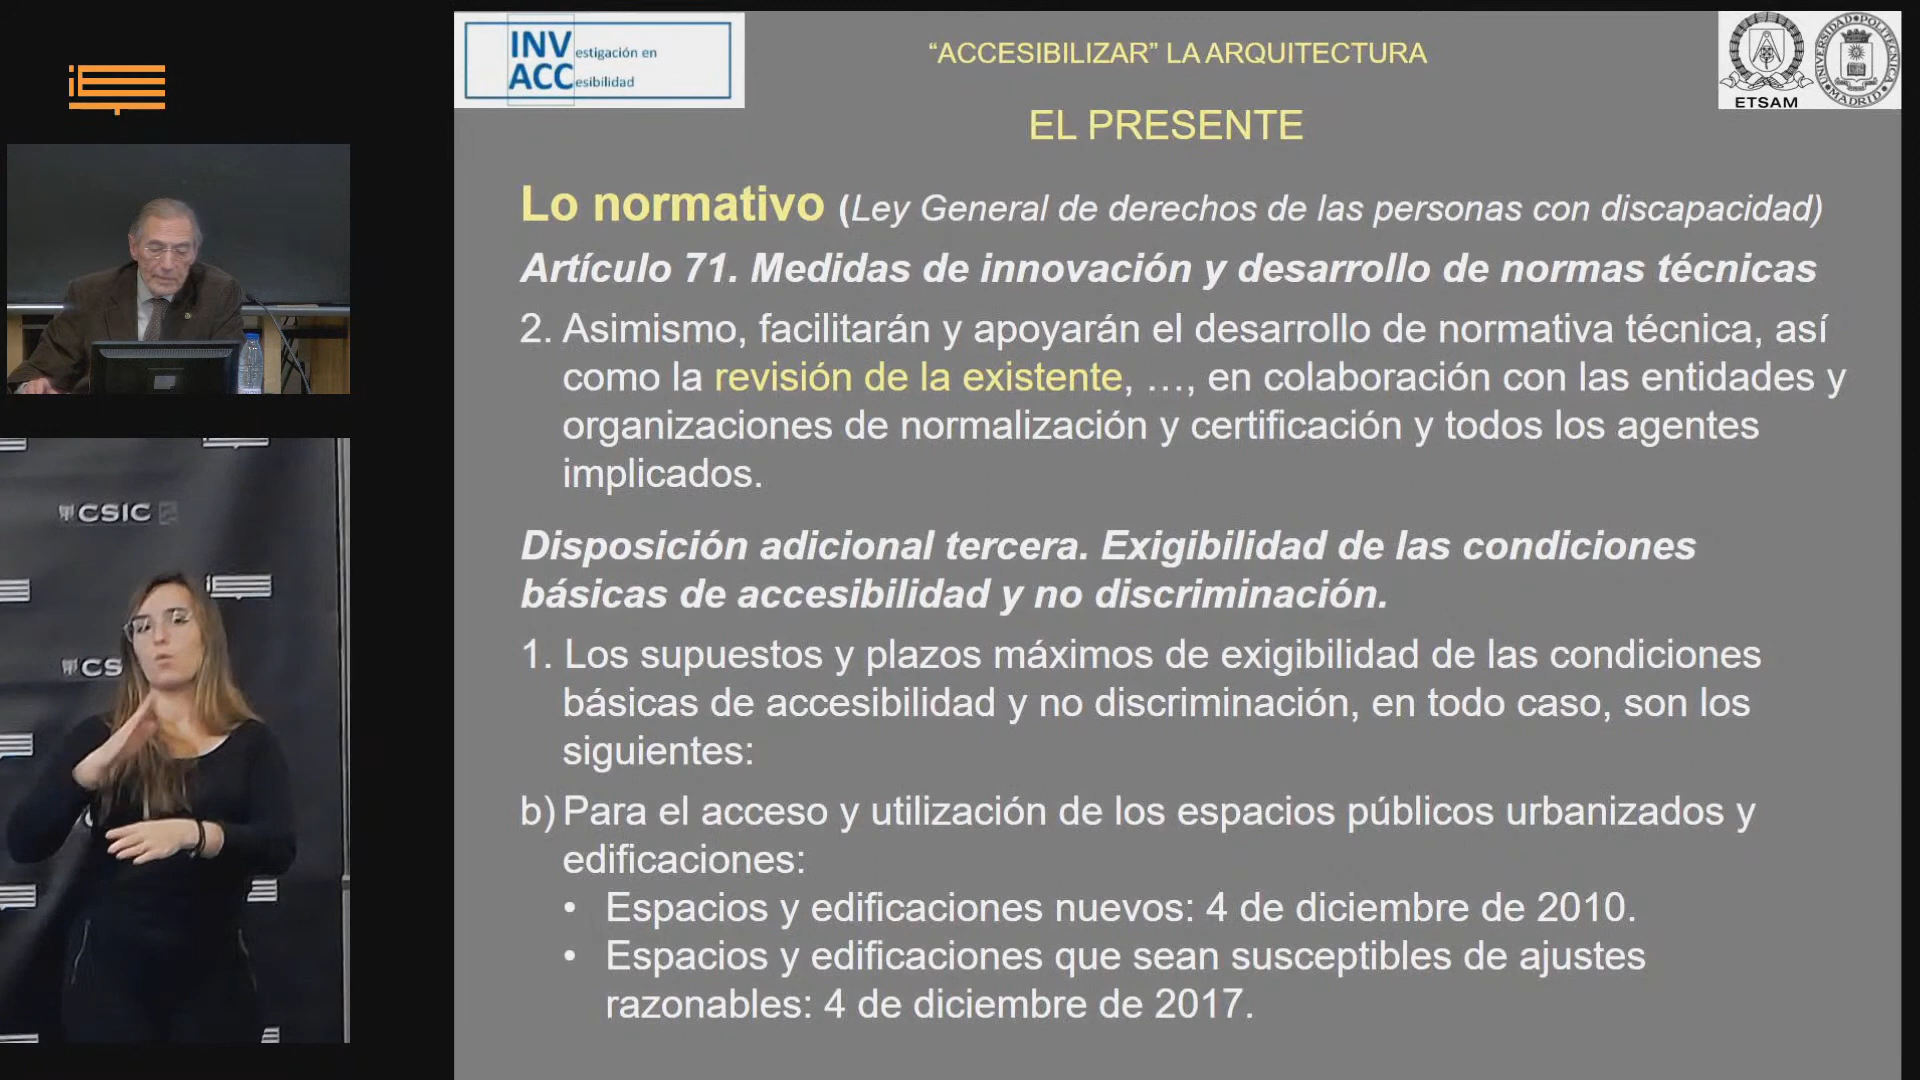 INVestigación en
ACCesibilidad
“ACCESIBILIZAR” LA ARQUITECTURA
ETSAM
UNIVERSIDAD POLITÉCNICA MADRID
EL PRESENTE
Lo normativo (Ley General de derechos de las personas con discapacidad)
Artículo 71. Medidas de innovación y desarrollo de normas técnicas
2. Asimismo, facilitarán y apoyarán el desarrollo de normativa técnica, así
como la revisión de la existente, …, en colaboración con las entidades y
organizaciones de normalización y certificación y todos los agentes
implicados.
Disposición adicional tercera. Exigibilidad de las condiciones
básicas de accesibilidad y no discriminación.
1. Los supuestos y plazos máximos de exigibilidad de las condiciones
básicas de accesibilidad y no discriminación, en todo caso, son los
siguientes:
b) Para el acceso y utilización de los espacios públicos urbanizados y
edificaciones:
• Espacios y edificaciones nuevos: 4 de diciembre de 2010.
• Espacios y edificaciones que sean susceptibles de ajustes
razonables: 4 de diciembre de 2017.
CSIC
CS